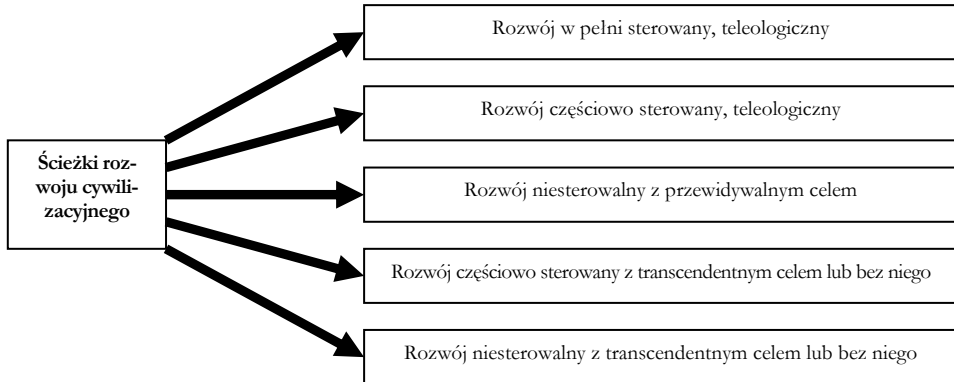 Rozwój w pełni sterowany, teleologiczny
Rozwój częściowo sterowany, teleologiczny
Ścieżki roz-
woju cywili-
zacyjnego
Rozwój niesterowalny z przewidywalnym celem
Rozwój częściowo sterowany z transcendentnym celem lub bez niego
Rozwój niesterowalny z transcendentnym celem lub bez niego